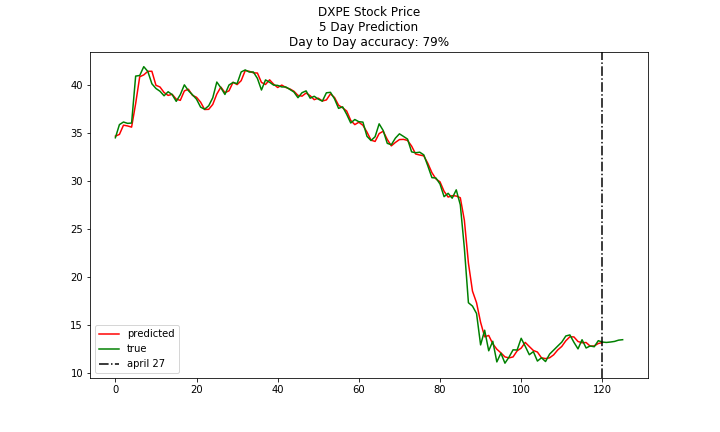 DXPE Stock Price
5 Day Prediction
Day to Day accuracy: 79%
40
35
30
25
20
15
10
predicted
true
april 27
0 20 40 60 80 100 120